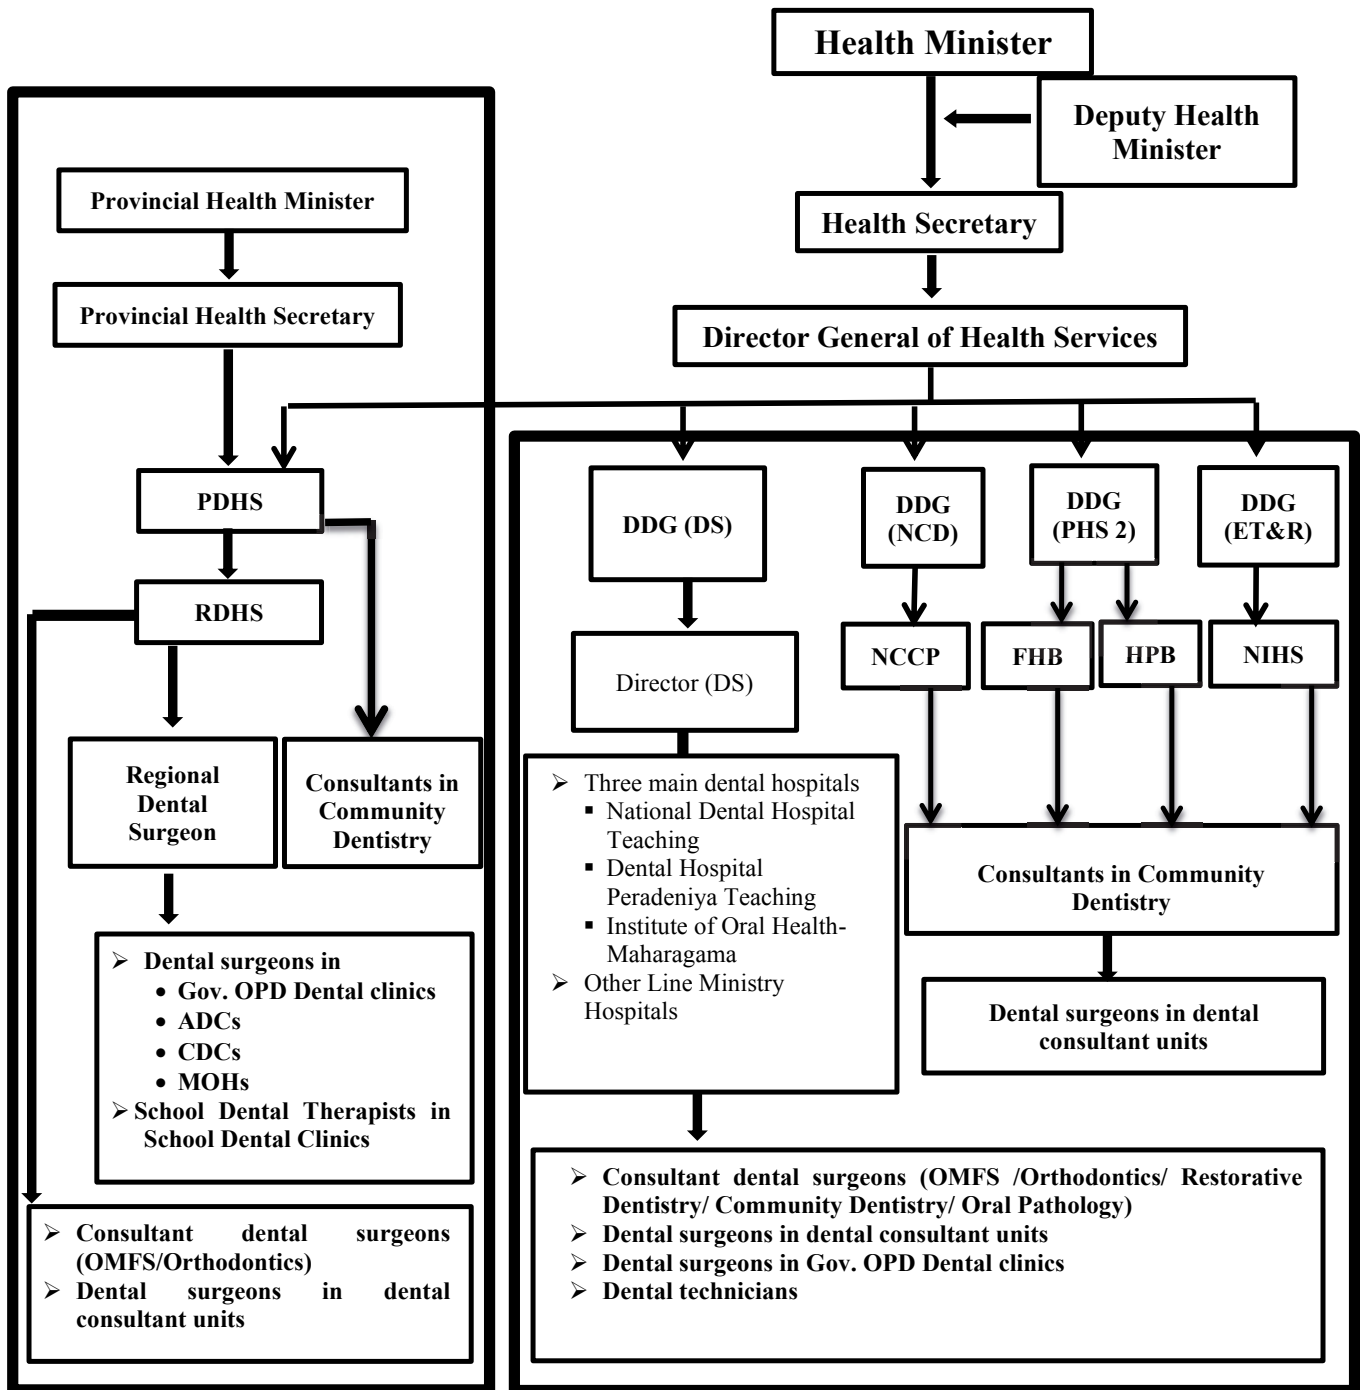 Health Minister
Deputy Health
Minister
Health Secretary
Director General of Health Services
Provincial Health Minister
Provincial Health Secretary
PDHS
RDHS
Regional
Dental
Surgeon
Consultants in
Community
Dentistry
➢ Dental surgeons in
• Gov. OPD Dental clinics
• ADCs
• CDCs
• MOHs
➢ School Dental Therapists in
School Dental Clinics
➢ Consultant dental surgeons
(OMFS/Orthodontics)
➢ Dental surgeons in dental
consultant units
DDG (DS)
DDG
(NCD)
DDG
(PHS 2)
DDG
(ET&R)
Director (DS)
NCCP
FHB
HPB
NIHS
➢ Three main dental hospitals
▪ National Dental Hospital
Teaching
▪ Dental Hospital
Peradeniya Teaching
▪ Institute of Oral Health-
Maharagama
➢ Other Line Ministry
Hospitals
Consultants in Community
Dentistry
Dental surgeons in dental
consultant units
➢ Consultant dental surgeons (OMFS /Orthodontics/ Restorative
Dentistry/ Community Dentistry/ Oral Pathology)
➢ Dental surgeons in dental consultant units
➢ Dental surgeons in Gov. OPD Dental clinics
➢ Dental technicians